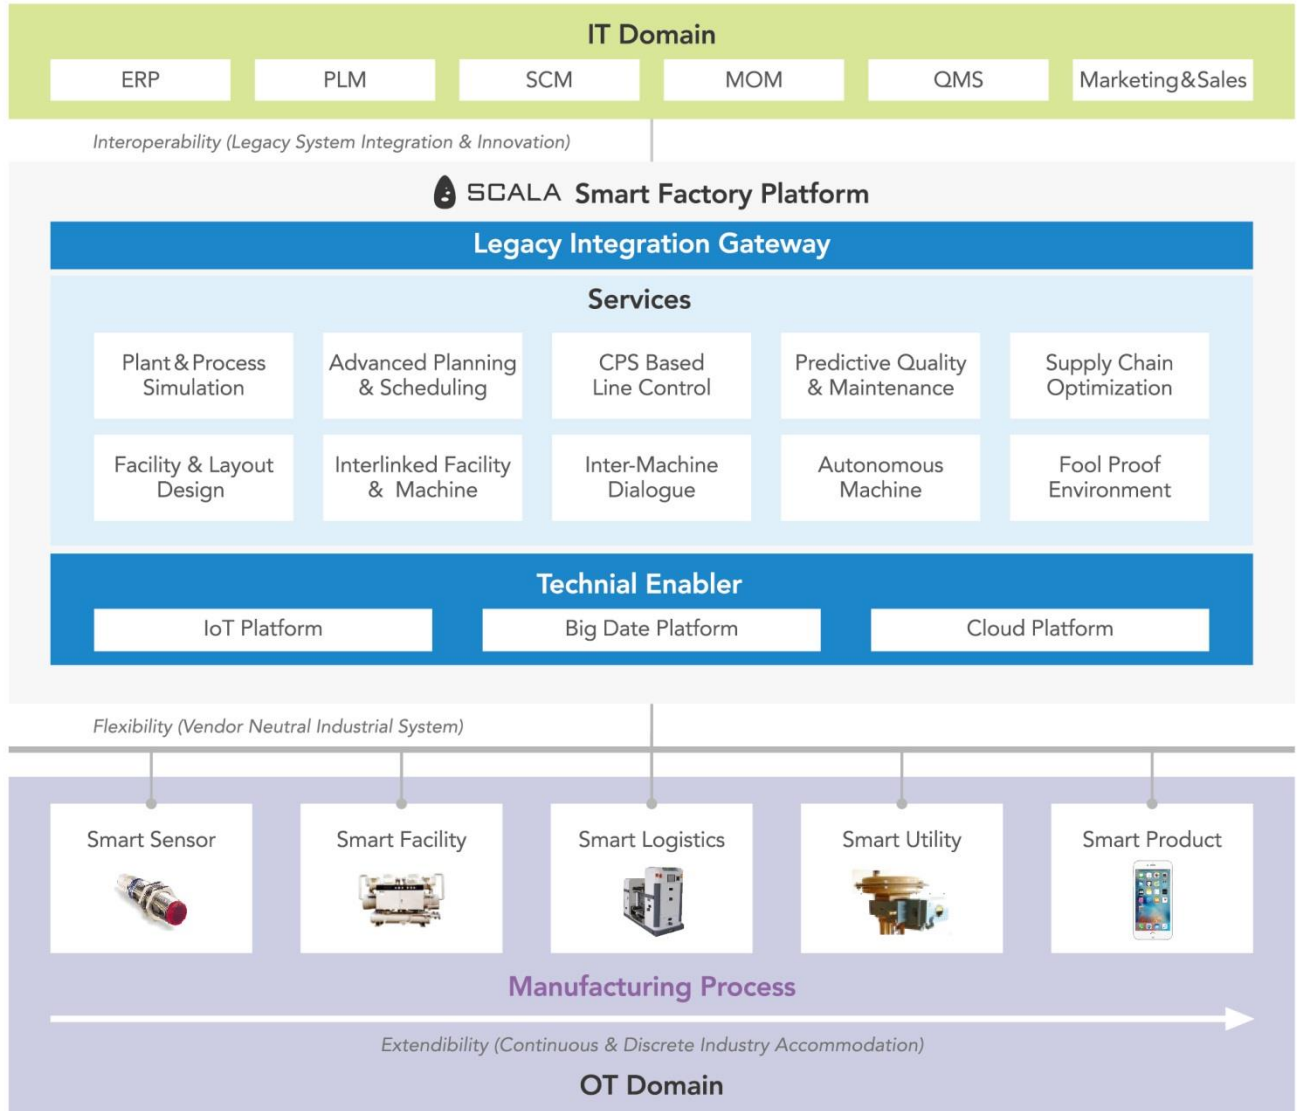 IT Domain
ERP PLM SCM MOM QMS Marketing&Sales
Interoperability (Legacy System Integration & Innovation)
SCALA Smart Factory Platform
Legacy Integration Gateway
Services
Plant & Process Simulation
Advanced Planning & Scheduling
CPS Based Line Control
Predictive Quality & Maintenance
Supply Chain Optimization
Facility & Layout Design
Interlinked Facility & Machine
Inter-Machine Dialogue
Autonomous Machine
Fool Proof Environment
Technial Enabler
IoT Platform Big Date Platform Cloud Platform
Flexibility (Vendor Neutral Industrial System)
Smart Sensor Smart Facility Smart Logistics Smart Utility Smart Product
Manufacturing Process
Extendibility (Continuous & Discrete Industry Accommodation)
OT Domain